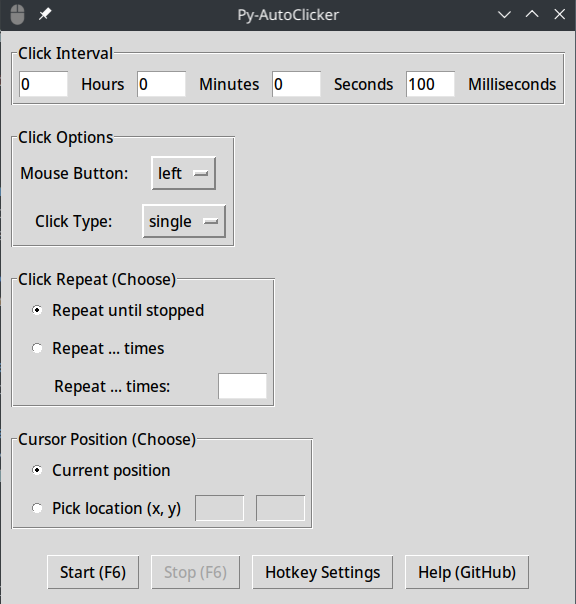 Py-AutoClicker
Click Interval
0 Hours 0 Minutes 0 Seconds 100 Milliseconds
Click Options
Mouse Button: left
Click Type: single
Click Repeat (Choose)
Repeat until stopped
Repeat ... times
Repeat ... times:
Cursor Position (Choose)
Current position
Pick location (x, y)
Start (F6) Stop (F6) Hotkey Settings Help (GitHub)